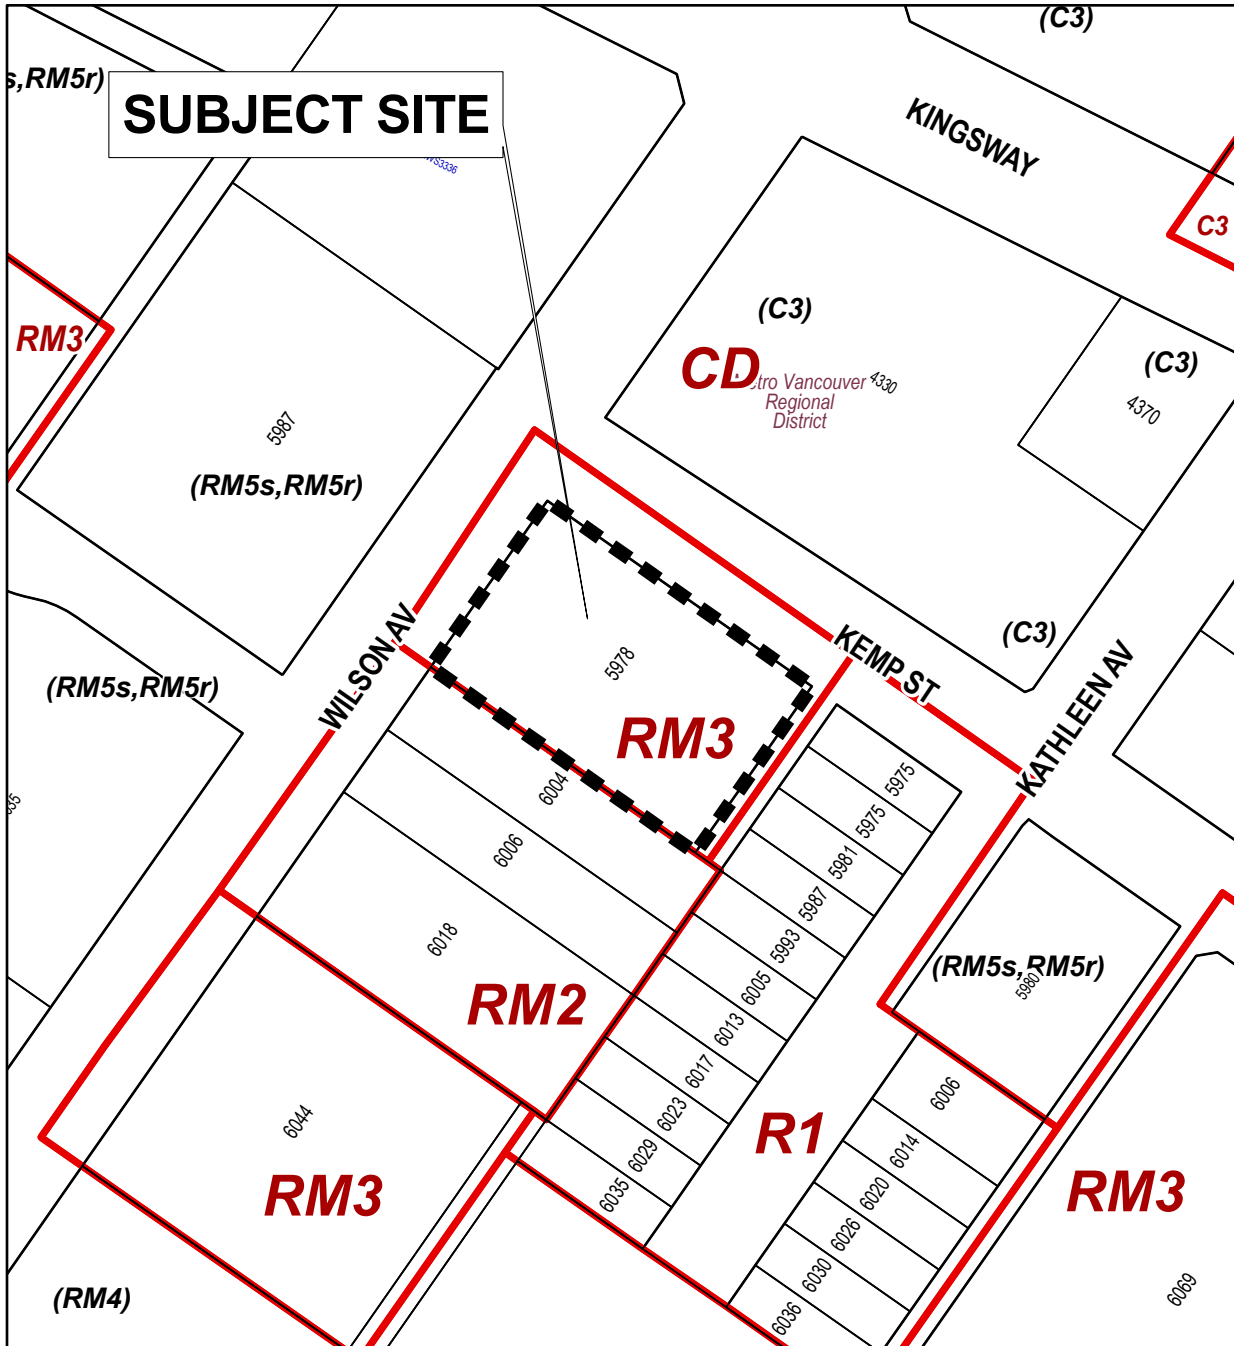 (C3)
s,RM5r)
SUBJECT SITE
KINGSWAY
C3
(C3)
RM3
CD
tro Vancouver
Regional
District
4330
(C3)
4370
5987
(RM5s,RM5r)
WILSON AV
5978
KEMP ST
(C3)
KATHLEEN AV
(RM5s,RM5r)
RM3
6004
6006
6018
RM2
5975
5975
5981
5987
5993
6005
6013
6017
6023
6029
6035
(RM5s,RM5r)
5980
R1
6006
6014
6020
6026
6030
6036
6044
RM3
RM3
6069
(RM4)